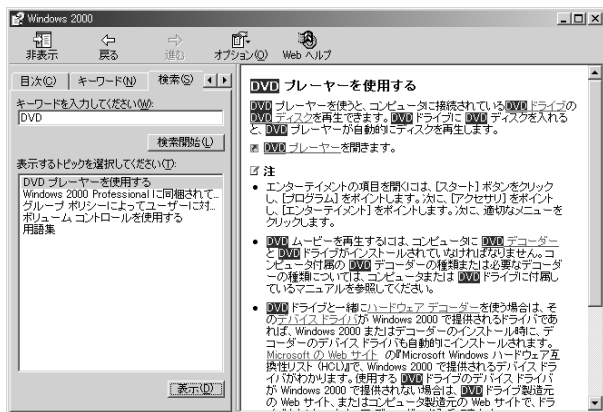 Windows 2000
非表示 戻る 進む オプション(O) Web ヘルプ
目次(C) キーワード(N) 検索(S)
キーワードを入力してください(W):
DVD
検索開始(L)
表示するトピックを選択してください(T):
DVD プレーヤーを使用する
Windows 2000 Professional に同梱されて...
グループ ポリシーによってユーザーに対...
ボリューム コントロールを使用する
用語集
表示(D)
DVD プレーヤーを使用する
DVD プレーヤーを使うと、コンピュータに接続されているDVD ドライブの
DVD ディスクを再生できます。DVD ドライブに DVD ディスクを入れる
と、DVD プレーヤーが自動的にディスクを再生します。
DVD プレーヤーを開きます。
注
• エンターテイメントの項目を開くには、[スタート] ボタンをクリック
し、[プログラム] をポイントします。次に、[アクセサリ] をポイント
し、[エンターテイメント] をポイントします。次に、適切なメニューを
クリックします。
• DVD ムービーを再生するには、コンピュータに DVD デコーダー
と DVD ドライブがインストールされていなければなりません。コ
ンピュータ付属の DVD デコーダーの種類または必要なデコーダ
ーの種類については、コンピュータまたは DVD ドライブに付属し
ているマニュアルを参照してください。
• DVD ドライブと一緒にハードウェア デコーダーを使う場合は、そ
のデバイス ドライバが Windows 2000 で提供されるドライバであ
れば、Windows 2000 またはデコーダーのインストール時に、デ
コーダーのデバイス ドライバも自動的にインストールされます。
Microsoft の Web サイト の『Microsoft Windows ハードウェア互
換性リスト (HCL)』で、Windows 2000 で提供されるデバイス ドラ
イバがわかります。使用する DVD ドライブのデバイス ドライバ
が Windows 2000 で提供されない場合は、DVD ドライブ製造元
の Web サイト、またはコンピュータ製造元の Web サイトで、ドラ